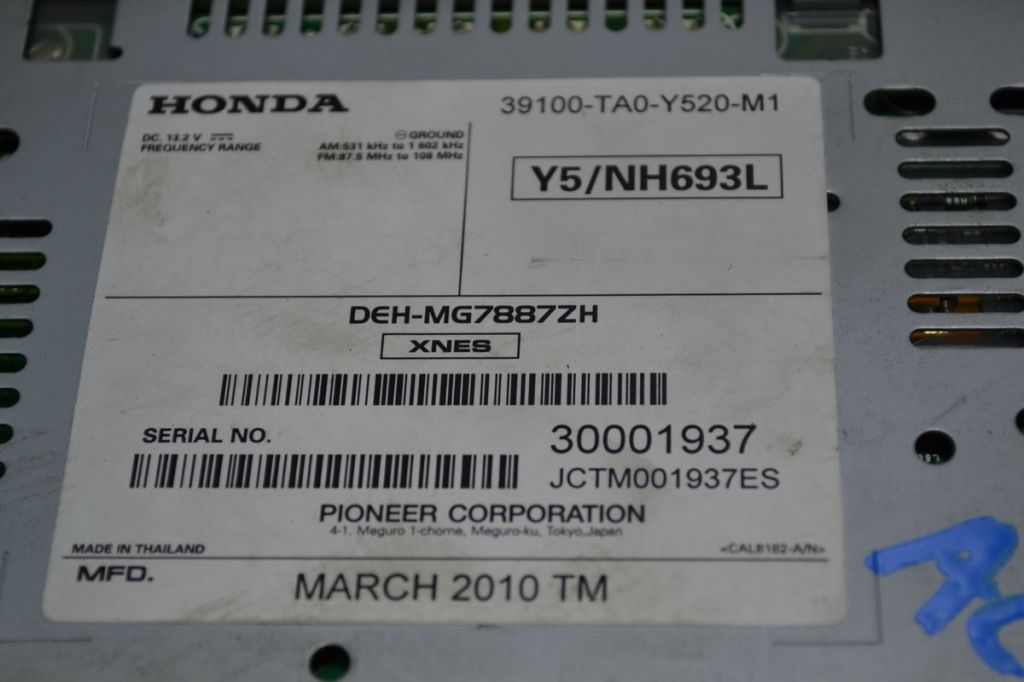 HONDA
39100-TA0-Y520-M1
DC. 13.2 V
GROUND
FREQUENCY RANGE
AM:531 kHz to 1 602 kHz
FM:87.5 MHz to 108 MHz
Y5/NH693L
DEH-MG7887ZH
XNES
SERIAL NO.
30001937
JCTM001937ES
PIONEER CORPORATION
4-1, Meguro 1-chome, Meguro-ku, Tokyo, Japan
MADE IN THAILAND
<CAL8182-A/N>
MFD.
MARCH 2010 TM